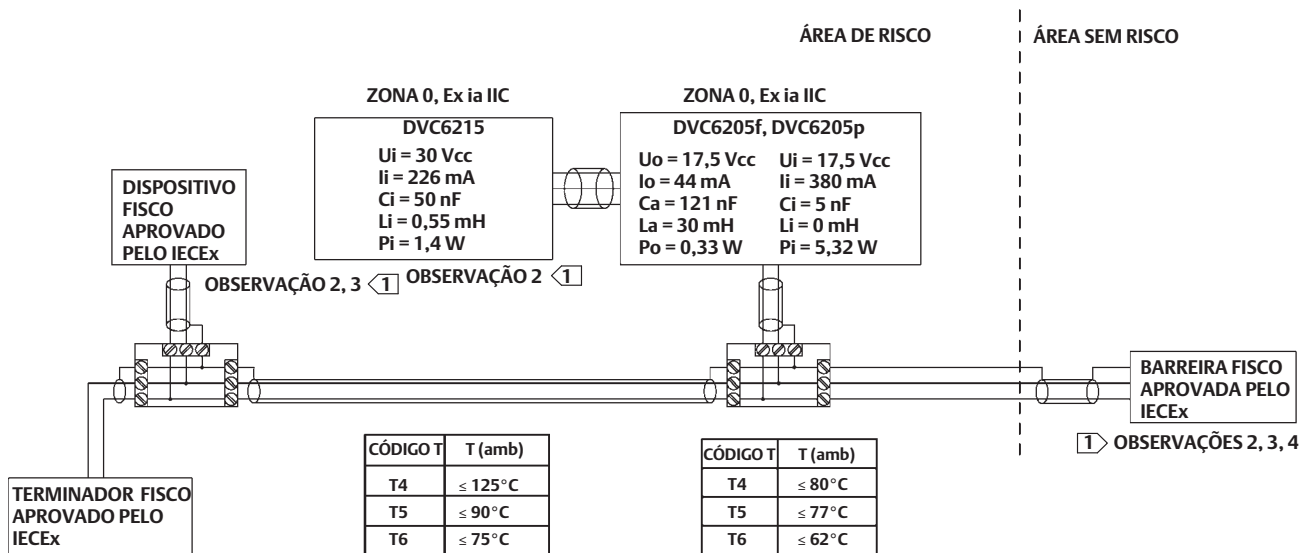 ÁREA DE RISCO
ÁREA SEM RISCO
ZONA 0, Ex ia IIC
DVC6215
Ui = 30 Vcc
Ii = 226 mA
Ci = 50 nF
Li = 0,55 mH
Pi = 1,4 W
ZONA 0, Ex ia IIC
DVC6205f, DVC6205p
Uo = 17,5 Vcc Ui = 17,5 Vcc
Io = 44 mA Ii = 380 mA
Ca = 121 nF Ci = 5 nF
La = 30 mH Li = 0 mH
Po = 0,33 W Pi = 5,32 W
DISPOSITIVO
FISCO
APROVADO
PELO IECEx
OBSERVAÇÃO 2, 3 1
OBSERVAÇÃO 2 1
BARREIRA FISCO
APROVADA PELO
IECEx
1 OBSERVAÇÕES 2, 3, 4
TERMINADOR FISCO
APROVADO PELO
IECEx
CÓDIGO T T (amb)
T4 ≤ 125°C
T5 ≤ 90°C
T6 ≤ 75°C
CÓDIGO T T (amb)
T4 ≤ 80°C
T5 ≤ 77°C
T6 ≤ 62°C